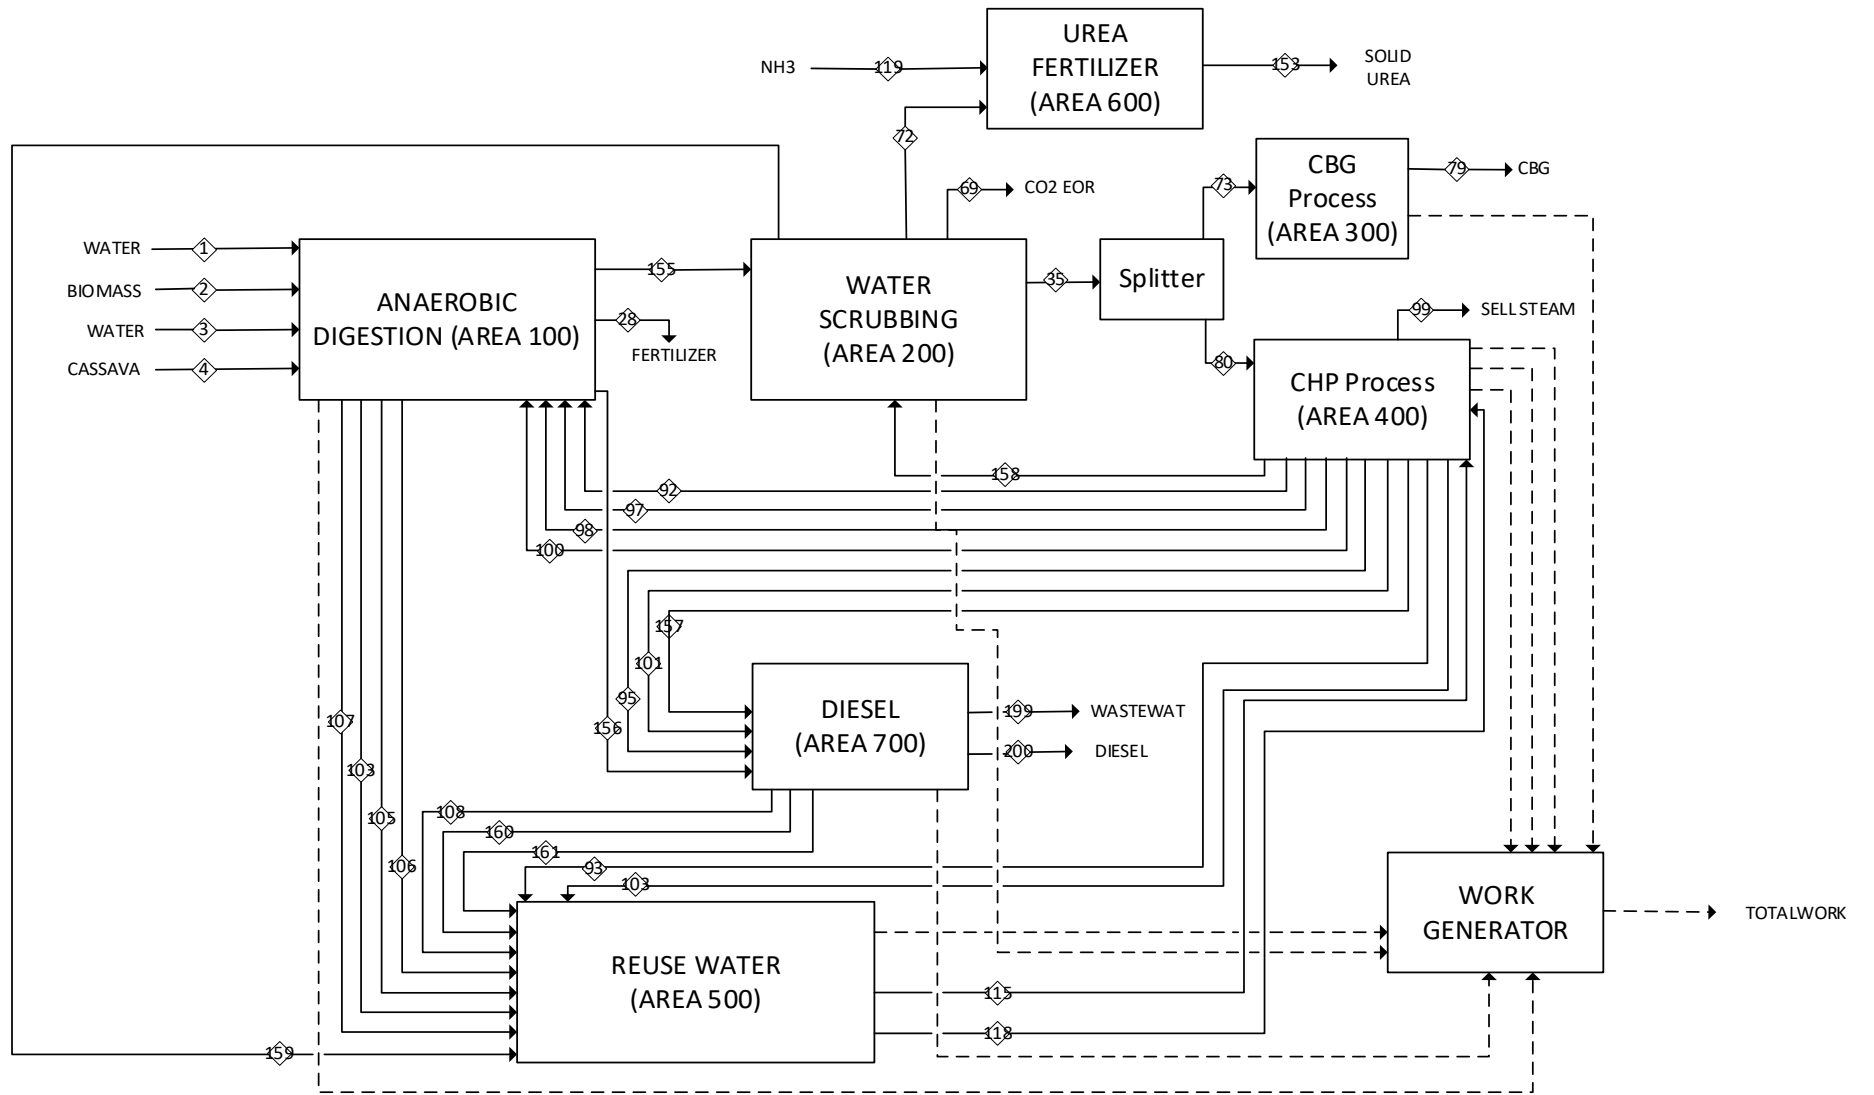 UREA
FERTILIZER
(AREA 600)
NH3
119
153
SOLID
UREA
72
CBG
Process
(AREA 300)
79
CBG
73
69
CO2 EOR
WATER
1
BIOMASS
2
WATER
3
CASSAVA
4
ANAEROBIC
DIGESTION (AREA 100)
155
28
FERTILIZER
WATER
SCRUBBING
(AREA 200)
35
Splitter
80
99
SELL STEAM
CHP Process
(AREA 400)
158
92
97
98
100
157
101
95
156
107
103
105
106
DIESEL
(AREA 700)
199
WASTEWAT
200
DIESEL
108
160
161
93
103
REUSE WATER
(AREA 500)
115
118
159
WORK
GENERATOR
TOTALWORK